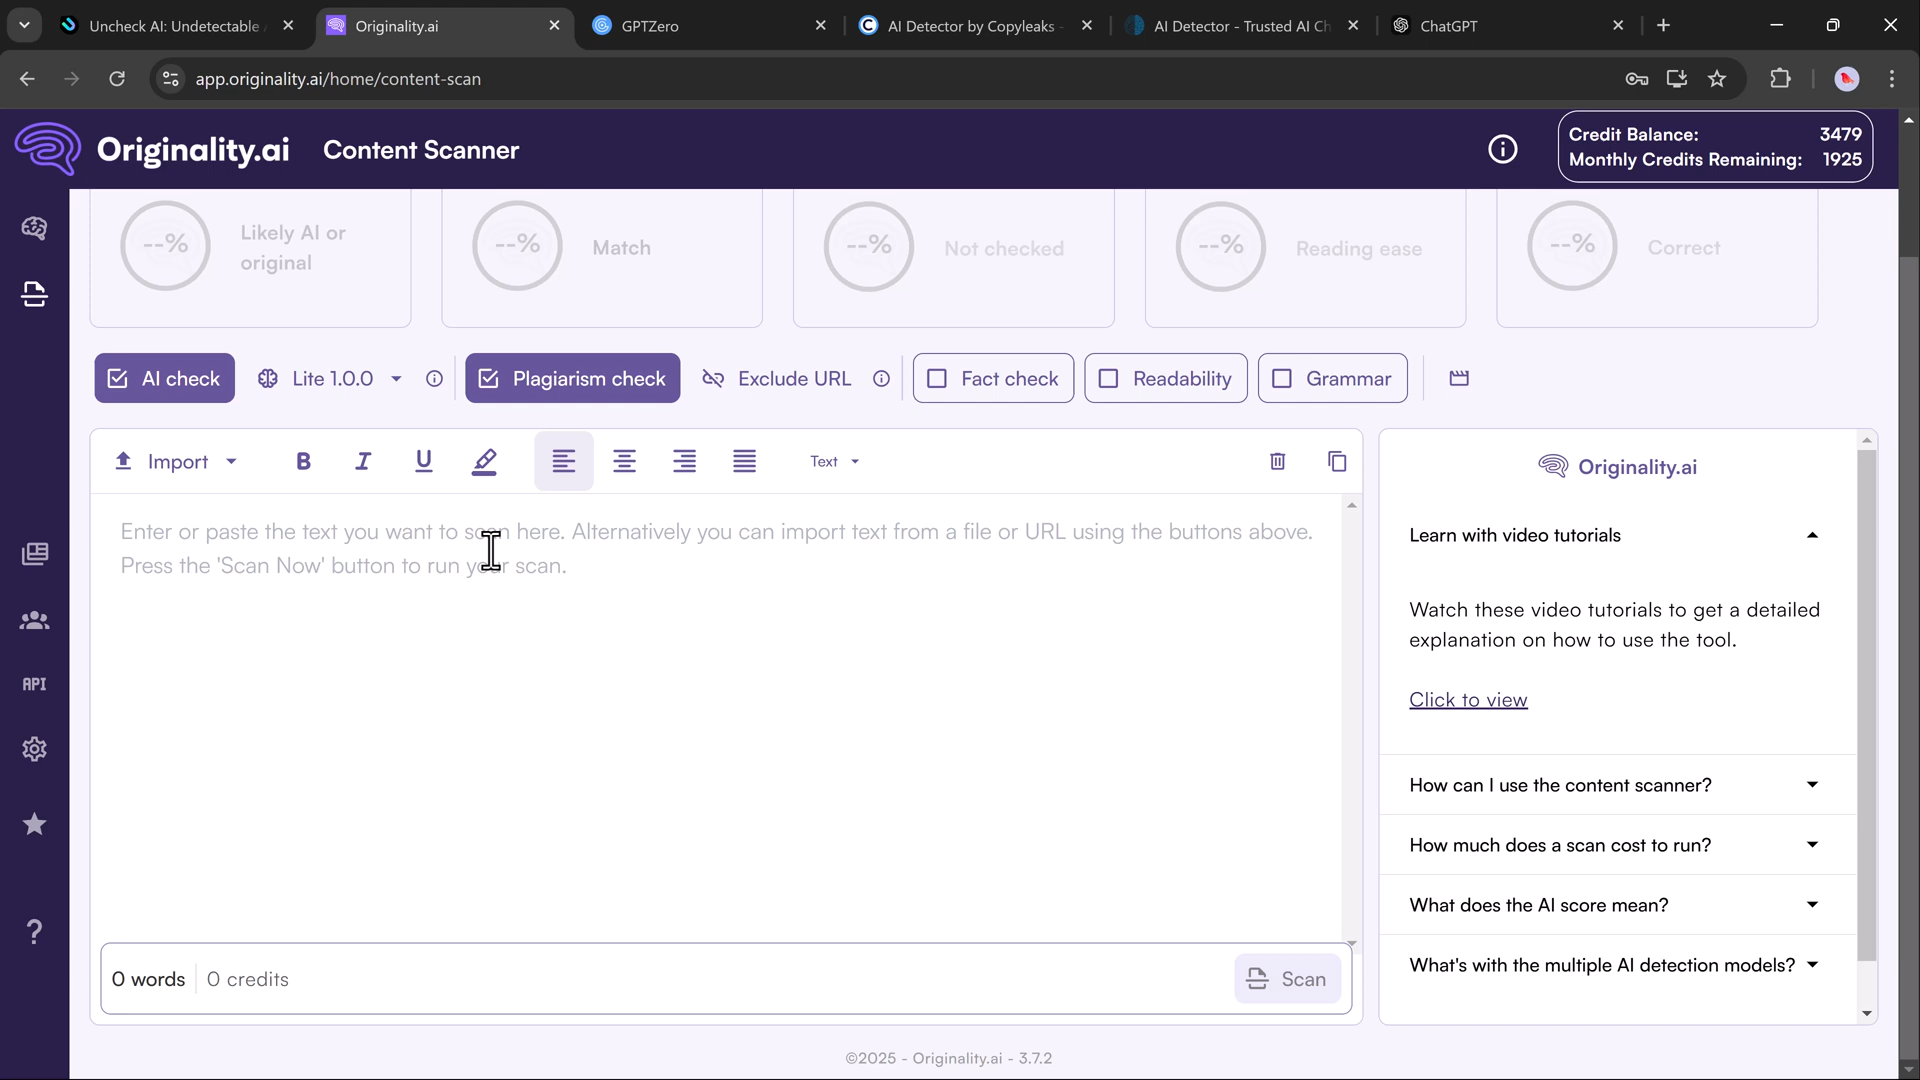 Uncheck AI: Undetectable
Originality.ai
GPTZero
AI Detector by Copyleaks -
AI Detector - Trusted AI Ch
ChatGPT
app.originality.ai/home/content-scan
Originality.ai
Content Scanner
Credit Balance: 3479
Monthly Credits Remaining: 1925
--% Likely AI or original
--% Match
--% Not checked
--% Reading ease
--% Correct
AI check
Lite 1.0.0
Plagiarism check
Exclude URL
Fact check
Readability
Grammar
Import
B I U
Text
Enter or paste the text you want to scan here. Alternatively you can import text from a file or URL using the buttons above.
Press the 'Scan Now' button to run your scan.
Originality.ai
Learn with video tutorials
Watch these video tutorials to get a detailed
explanation on how to use the tool.
Click to view
How can I use the content scanner?
How much does a scan cost to run?
What does the AI score mean?
What's with the multiple AI detection models?
API
?
0 words
0 credits
Scan
©2025 - Originality.ai - 3.7.2